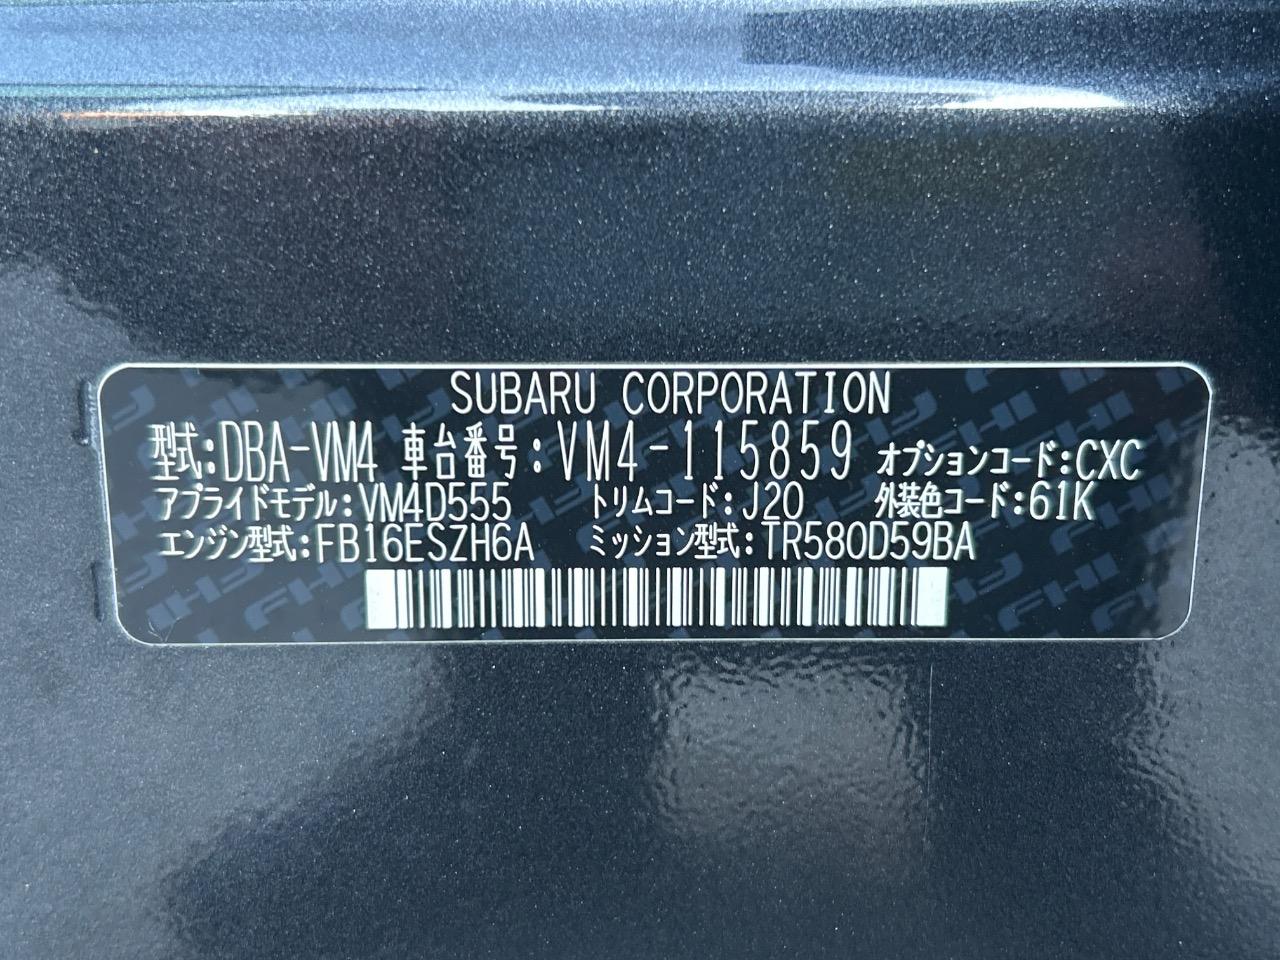 SUBARU CORPORATION
型式:DBA-VM4 車台番号:VM4-115859 オプションコード:CXC
アプライドモデル:VM4D555 トリムコード:J20 外装色コード:61K
エンジン型式:FB16ESZH6A ミッション型式:TR580D59BA